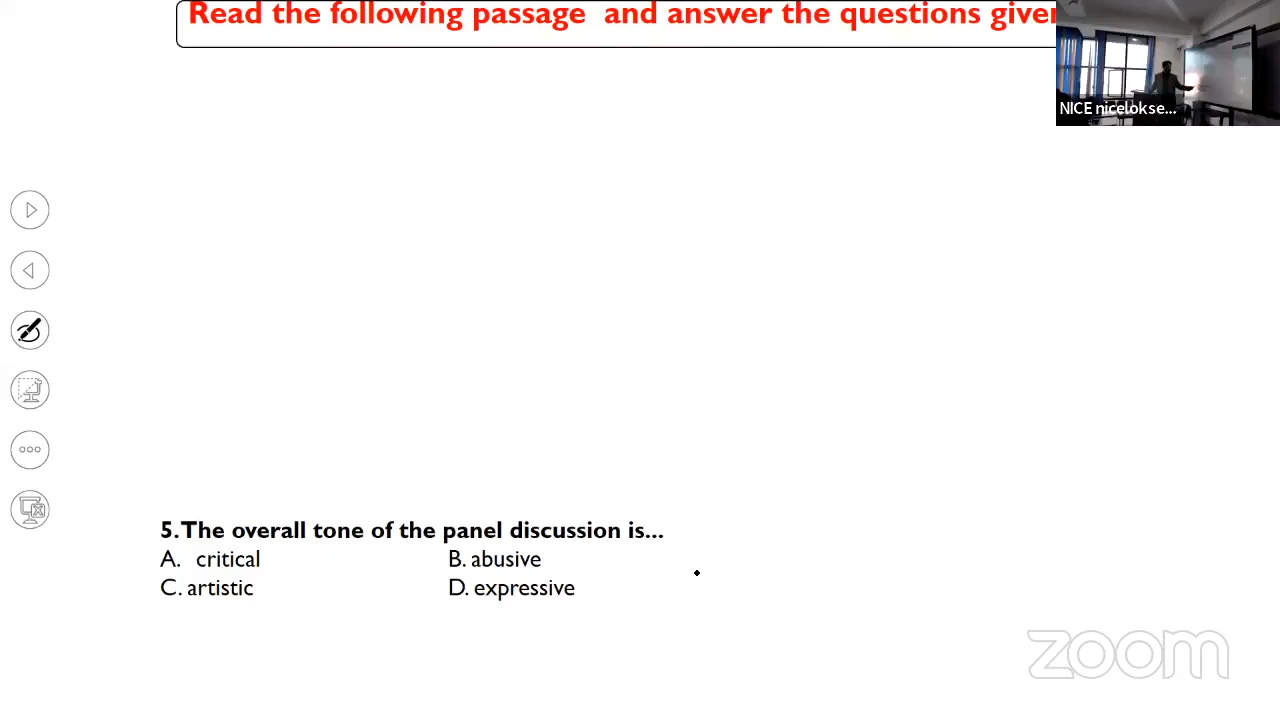 Read the following passage and answer the questions given
NICE nicelokse...
5. The overall tone of the panel discussion is...
A. critical B. abusive
C. artistic D. expressive
zoom